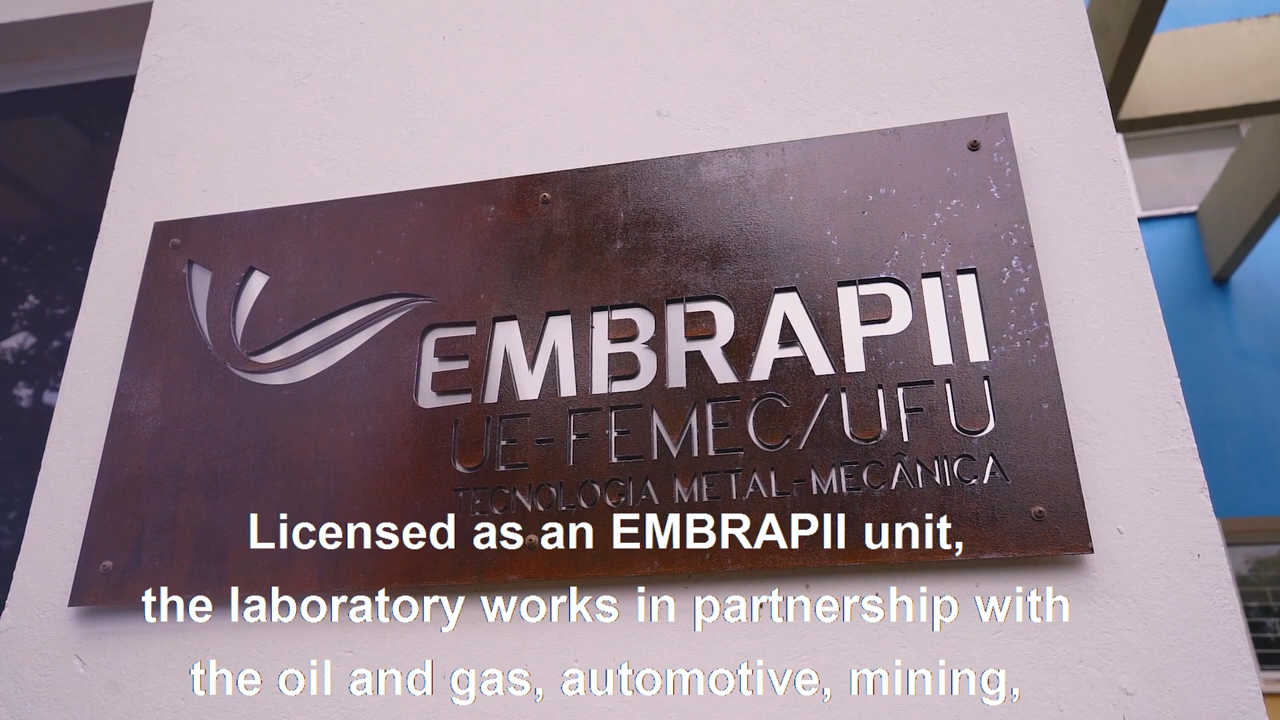 EMBRAPII
UE-FEMEC/UFU
TECNOLOGIA METAL-MECÂNICA
Licensed as an EMBRAPII unit,
the laboratory works in partnership with
the oil and gas, automotive, mining,